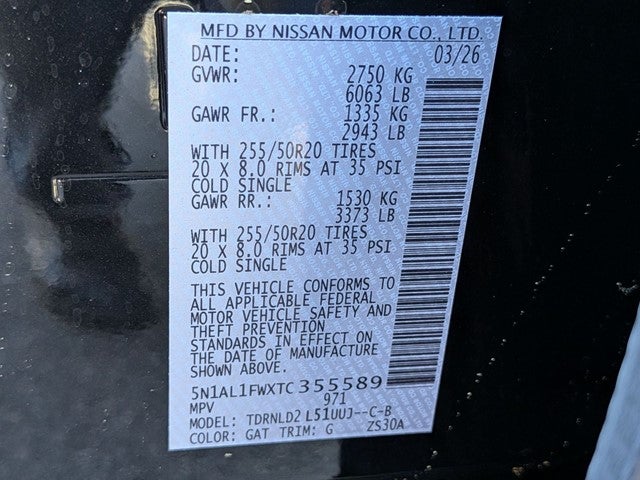 MFD BY NISSAN MOTOR CO., LTD.
DATE: 03/26
GVWR: 2750 KG
6063 LB
GAWR FR.: 1335 KG
2943 LB
WITH 255/50R20 TIRES
20 X 8.0 RIMS AT 35 PSI
COLD SINGLE
GAWR RR.: 1530 KG
3373 LB
WITH 255/50R20 TIRES
20 X 8.0 RIMS AT 35 PSI
COLD SINGLE
THIS VEHICLE CONFORMS TO
ALL APPLICABLE FEDERAL
MOTOR VEHICLE SAFETY AND
THEFT PREVENTION
STANDARDS IN EFFECT ON
THE DATE OF MANUFACTURE
SHOWN ABOVE.
5N1AL1FWXTC355589
MPV 971
MODEL: TDRNLD2 L51UUJ--C-B
COLOR: GAT TRIM: G ZS30A